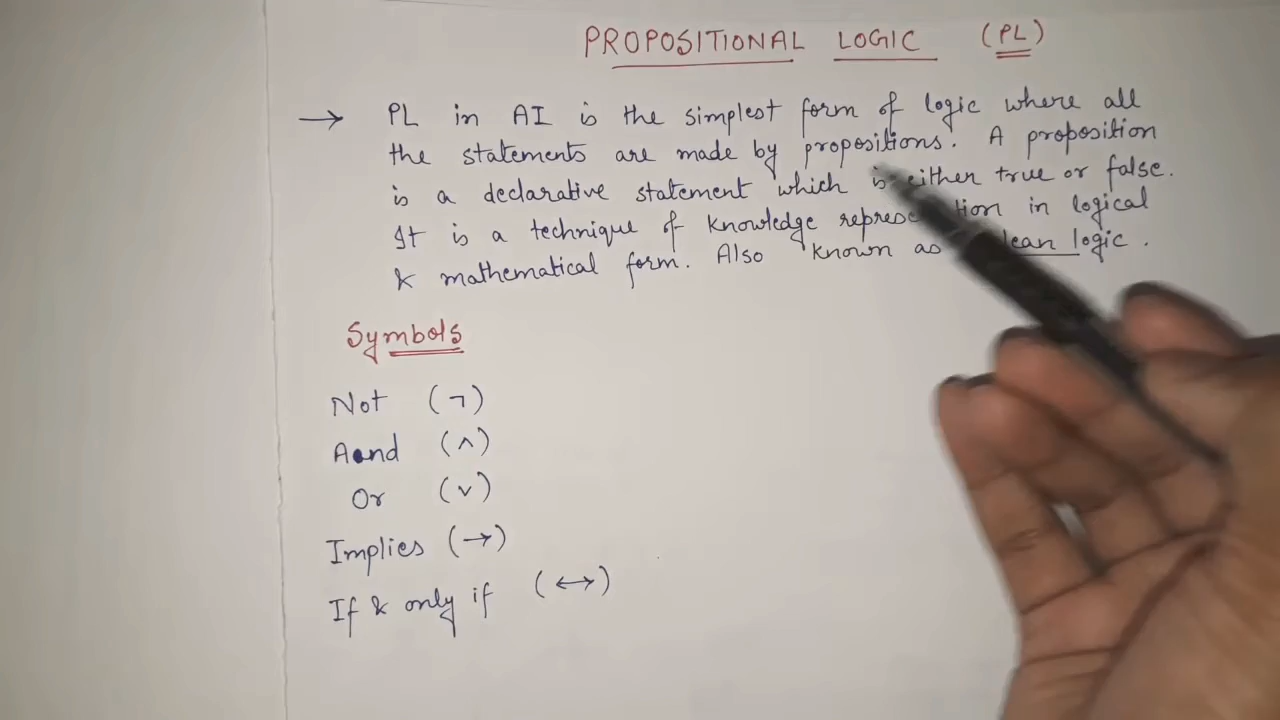 PROPOSITIONAL LOGIC (PL)
→ PL in AI is the simplest form of logic where all
the statements are made by propositions. A proposition
is a declarative statement which is either true or false.
It is a technique of knowledge in logical
& mathematical form. Also known as logic.
Symbols
Not (¬)
And (∧)
Or (∨)
Implies (→)
If & only if (↔)